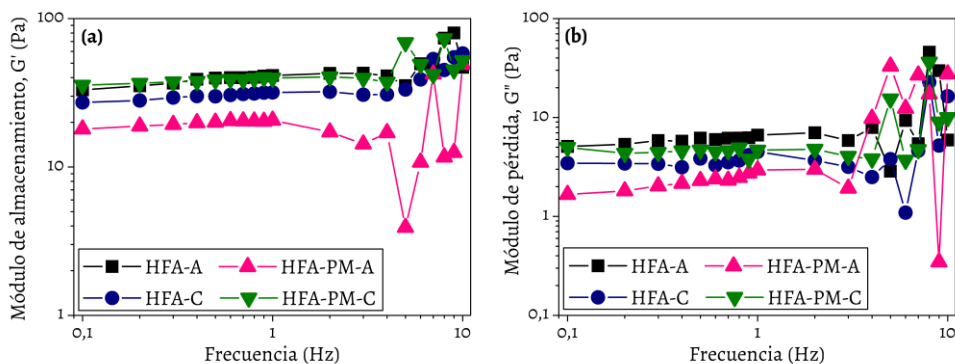 (a)
Módulo de almacenamiento, G' (Pa)
100
10
1
HFA-A
HFA-PM-A
HFA-C
HFA-PM-C
0,1
1
10
Frecuencia (Hz)
(b)
Módulo de pérdida, G" (Pa)
100
10
1
0,1
HFA-A
HFA-PM-A
HFA-C
HFA-PM-C
0,1
1
10
Frecuencia (Hz)